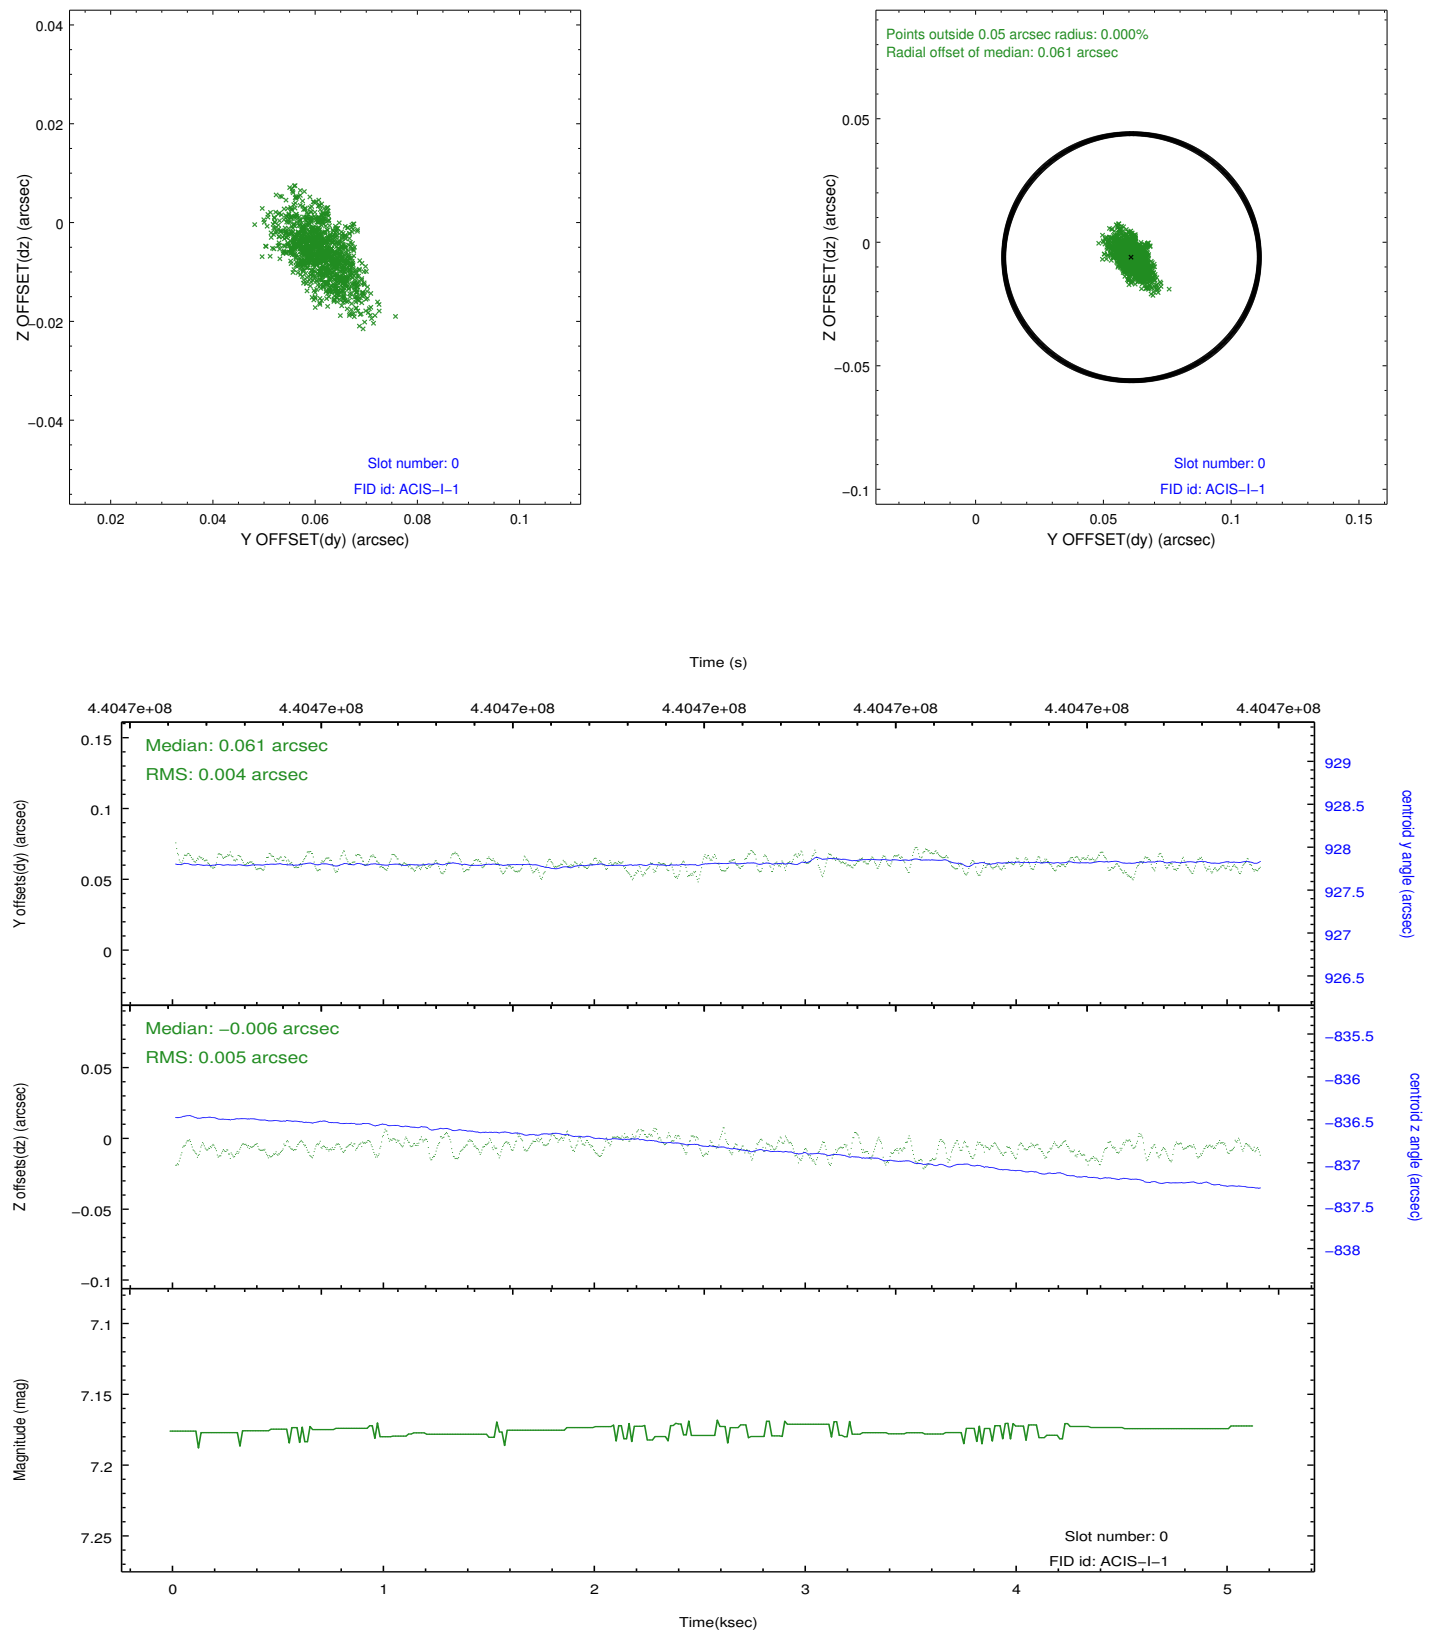 0.04
0.02
0
−0.02
−0.04
Z OFFSET(dz) (arcsec)
Slot number: 0
FID id: ACIS−I−1
0.02 0.04 0.06 0.08 0.1
Y OFFSET(dy) (arcsec)
Points outside 0.05 arcsec radius: 0.000%
Radial offset of median: 0.061 arcsec
0.05
0
−0.05
−0.1
Z OFFSET(dz) (arcsec)
Slot number: 0
FID id: ACIS−I−1
0 0.05 0.1 0.15
Y OFFSET(dy) (arcsec)
Time (s)
4.4047e+08 4.4047e+08 4.4047e+08 4.4047e+08 4.4047e+08 4.4047e+08 4.4047e+08
Median: 0.061 arcsec
RMS: 0.004 arcsec
0.15
0.1
0.05
0
Y offsets(dy) (arcsec)
929
928.5
928
927.5
927
926.5
centroid y angle (arcsec)
Median: −0.006 arcsec
RMS: 0.005 arcsec
0.05
0
−0.05
−0.1
Z offsets(dz) (arcsec)
−835.5
−836
−836.5
−837
−837.5
−838
centroid z angle (arcsec)
7.1
7.15
7.2
7.25
Magnitude (mag)
Slot number: 0
FID id: ACIS−I−1
0 1 2 3 4 5
Time(ksec)